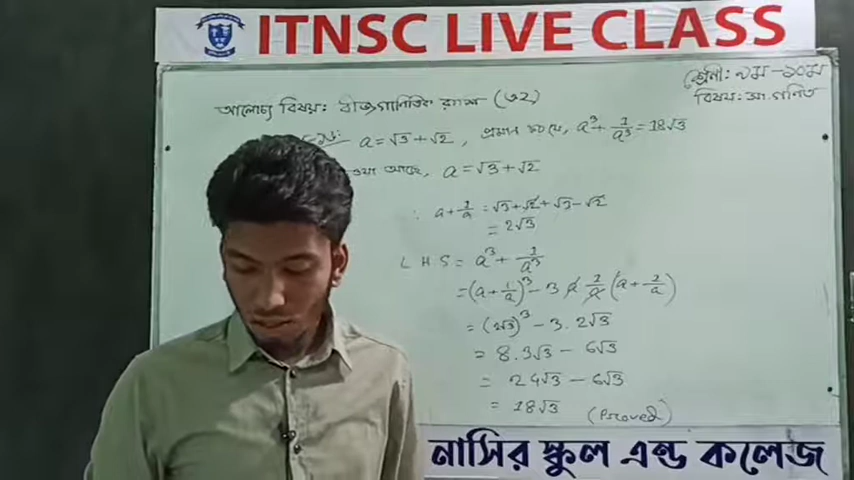 ITNSC LIVE CLASS
শ্রেণী: ৯ম-১০ম
বিষয়: সা. গণিত
আলোচ্য বিষয়: বীজগাণিতিক রাশি (৩২)
a = √3 + √2 , প্রমাণ কর যে, a³ + 1/a³ = 18√3
আছে, a = √3 + √2
∴ a + 1/a = √3 + √2 + √3 − √2
= 2√3
LHS = a³ + 1/a³
= (a + 1/a)³ − 3 · a · 1/a (a + 1/a)
= (2√3)³ − 3 . 2√3
= 8 . 3√3 − 6√3
= 24√3 − 6√3
= 18√3 (Proved)
নাসির স্কুল এন্ড কলেজ